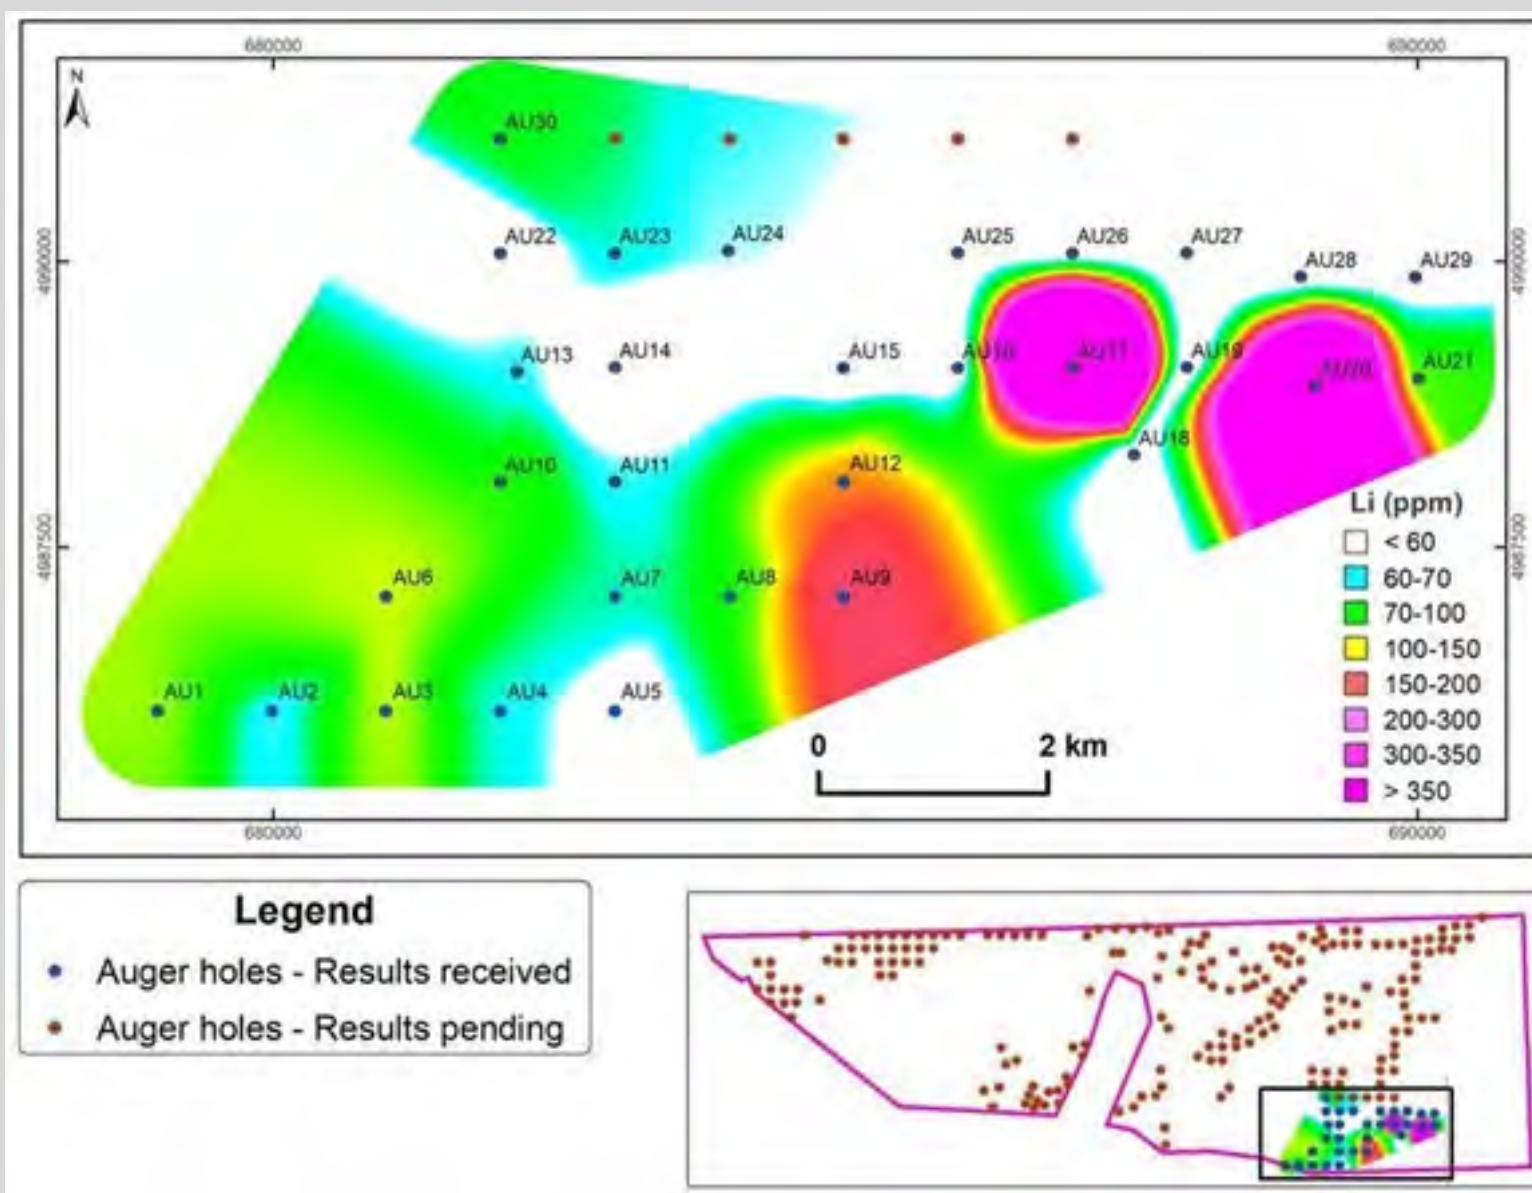 680000
690000
N
AU30
AU22
AU23
AU24
AU25
AU26
AU27
AU28
AU29
4990000
4990000
AU13
AU14
AU15
AU16
AU17
AU19
AU20
AU21
AU18
AU10
AU11
AU12
4987500
4987500
AU6
AU7
AU8
AU9
AU1
AU2
AU3
AU4
AU5
0
2 km
Li (ppm)
< 60
60-70
70-100
100-150
150-200
200-300
300-350
> 350
680000
690000
Legend
Auger holes - Results received
Auger holes - Results pending